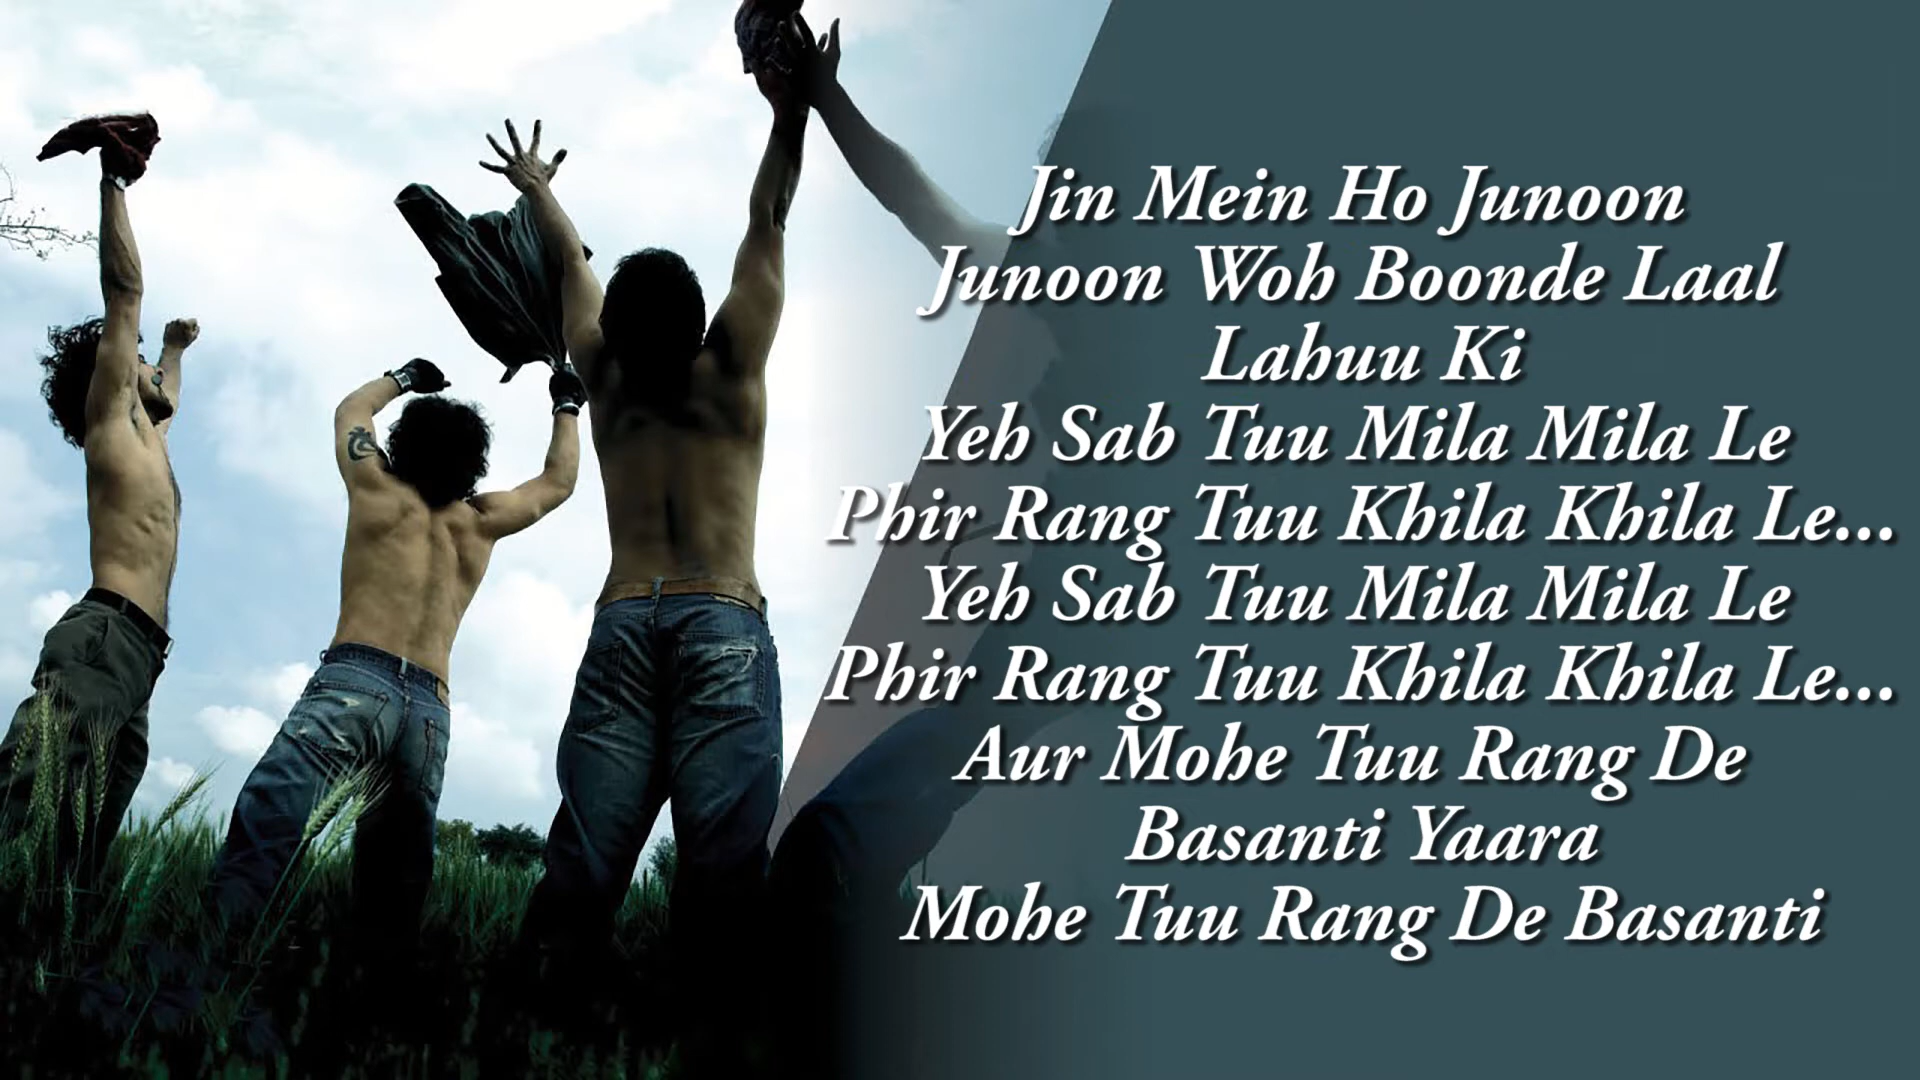 Jin Mein Ho Junoon
Junoon Woh Boonde Laal
Lahuu Ki
Yeh Sab Tuu Mila Mila Le
Phir Rang Tuu Khila Khila Le...
Yeh Sab Tuu Mila Mila Le
Phir Rang Tuu Khila Khila Le...
Aur Mohe Tuu Rang De
Basanti Yaara
Mohe Tuu Rang De Basanti